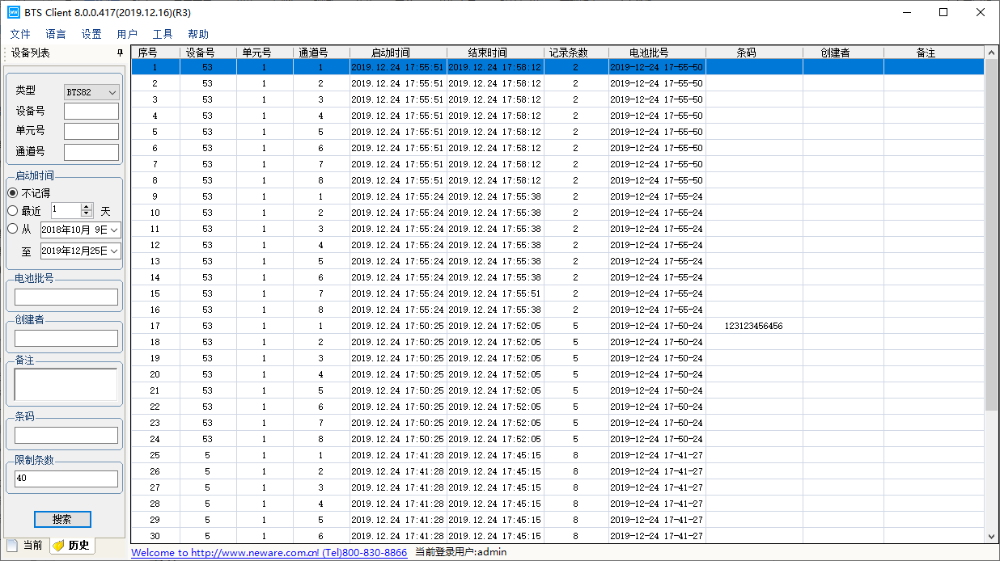 BTS Client 8.0.0.417(2019.12.16)(R3)
文件 语言 设置 用户 工具 帮助
设备列表
类型 BTS82
设备号
单元号
通道号
启动时间
不记得
最近 1 天
从 2018年10月 9日
至 2019年12月25日
电池批号
创建者
备注
条码
限制条数
40
搜索
当前 历史
序号 设备号 单元号 通道号 启动时间 结束时间 记录条数 电池批号 条码 创建者 备注
1 53 1 1 2019.12.24 17:55:51 2019.12.24 17:58:12 2 2019-12-24 17-55-50
2 53 1 2 2019.12.24 17:55:51 2019.12.24 17:58:12 2 2019-12-24 17-55-50
3 53 1 3 2019.12.24 17:55:51 2019.12.24 17:58:12 2 2019-12-24 17-55-50
4 53 1 4 2019.12.24 17:55:51 2019.12.24 17:58:12 2 2019-12-24 17-55-50
5 53 1 5 2019.12.24 17:55:51 2019.12.24 17:58:12 2 2019-12-24 17-55-50
6 53 1 6 2019.12.24 17:55:51 2019.12.24 17:58:12 2 2019-12-24 17-55-50
7 53 1 7 2019.12.24 17:55:51 2019.12.24 17:58:12 2 2019-12-24 17-55-50
8 53 1 8 2019.12.24 17:55:51 2019.12.24 17:58:12 2 2019-12-24 17-55-50
9 53 1 1 2019.12.24 17:55:24 2019.12.24 17:55:38 2 2019-12-24 17-55-24
10 53 1 2 2019.12.24 17:55:24 2019.12.24 17:55:38 2 2019-12-24 17-55-24
11 53 1 3 2019.12.24 17:55:24 2019.12.24 17:55:38 2 2019-12-24 17-55-24
12 53 1 4 2019.12.24 17:55:24 2019.12.24 17:55:38 2 2019-12-24 17-55-24
13 53 1 5 2019.12.24 17:55:24 2019.12.24 17:55:38 2 2019-12-24 17-55-24
14 53 1 6 2019.12.24 17:55:24 2019.12.24 17:55:38 2 2019-12-24 17-55-24
15 53 1 7 2019.12.24 17:55:24 2019.12.24 17:55:51 2 2019-12-24 17-55-24
16 53 1 8 2019.12.24 17:55:24 2019.12.24 17:55:38 2 2019-12-24 17-55-24
17 53 1 1 2019.12.24 17:50:25 2019.12.24 17:52:05 5 2019-12-24 17-50-24 123123456456
18 53 1 2 2019.12.24 17:50:25 2019.12.24 17:52:05 5 2019-12-24 17-50-24
19 53 1 3 2019.12.24 17:50:25 2019.12.24 17:52:05 5 2019-12-24 17-50-24
20 53 1 4 2019.12.24 17:50:25 2019.12.24 17:52:05 5 2019-12-24 17-50-24
21 53 1 5 2019.12.24 17:50:25 2019.12.24 17:52:05 5 2019-12-24 17-50-24
22 53 1 6 2019.12.24 17:50:25 2019.12.24 17:52:05 5 2019-12-24 17-50-24
23 53 1 7 2019.12.24 17:50:25 2019.12.24 17:52:05 5 2019-12-24 17-50-24
24 53 1 8 2019.12.24 17:50:25 2019.12.24 17:52:05 5 2019-12-24 17-50-24
25 5 1 1 2019.12.24 17:41:28 2019.12.24 17:45:15 8 2019-12-24 17-41-27
26 5 1 2 2019.12.24 17:41:28 2019.12.24 17:45:15 8 2019-12-24 17-41-27
27 5 1 3 2019.12.24 17:41:28 2019.12.24 17:45:15 8 2019-12-24 17-41-27
28 5 1 4 2019.12.24 17:41:28 2019.12.24 17:45:15 8 2019-12-24 17-41-27
29 5 1 5 2019.12.24 17:41:28 2019.12.24 17:45:15 8 2019-12-24 17-41-27
30 5 1 6 2019.12.24 17:41:28 2019.12.24 17:45:15 8 2019-12-24 17-41-27
Welcome to http://www.neware.com.cn! (Tel)800-830-8866 当前登录用户:admin